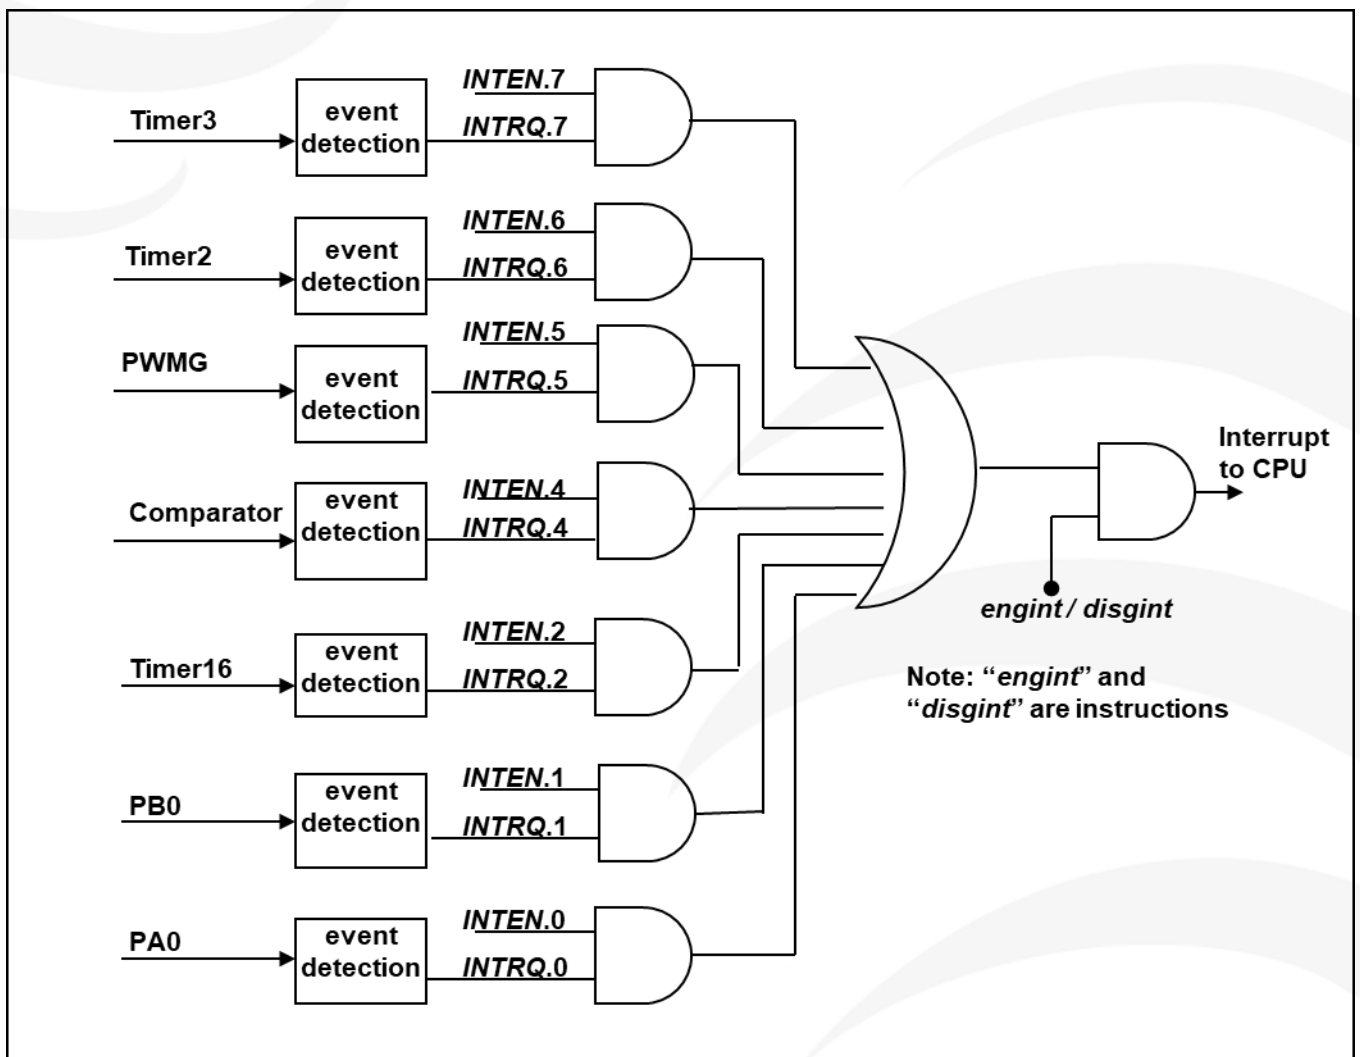 Timer3
event
detection
INTEN.7
INTRQ.7
Timer2
event
detection
INTEN.6
INTRQ.6
PWMG
event
detection
INTEN.5
INTRQ.5
Comparator
event
detection
INTEN.4
INTRQ.4
Timer16
event
detection
INTEN.2
INTRQ.2
PB0
event
detection
INTEN.1
INTRQ.1
PA0
event
detection
INTEN.0
INTRQ.0
Interrupt
to CPU
engint / disgint
Note: “engint” and
“disgint” are instructions